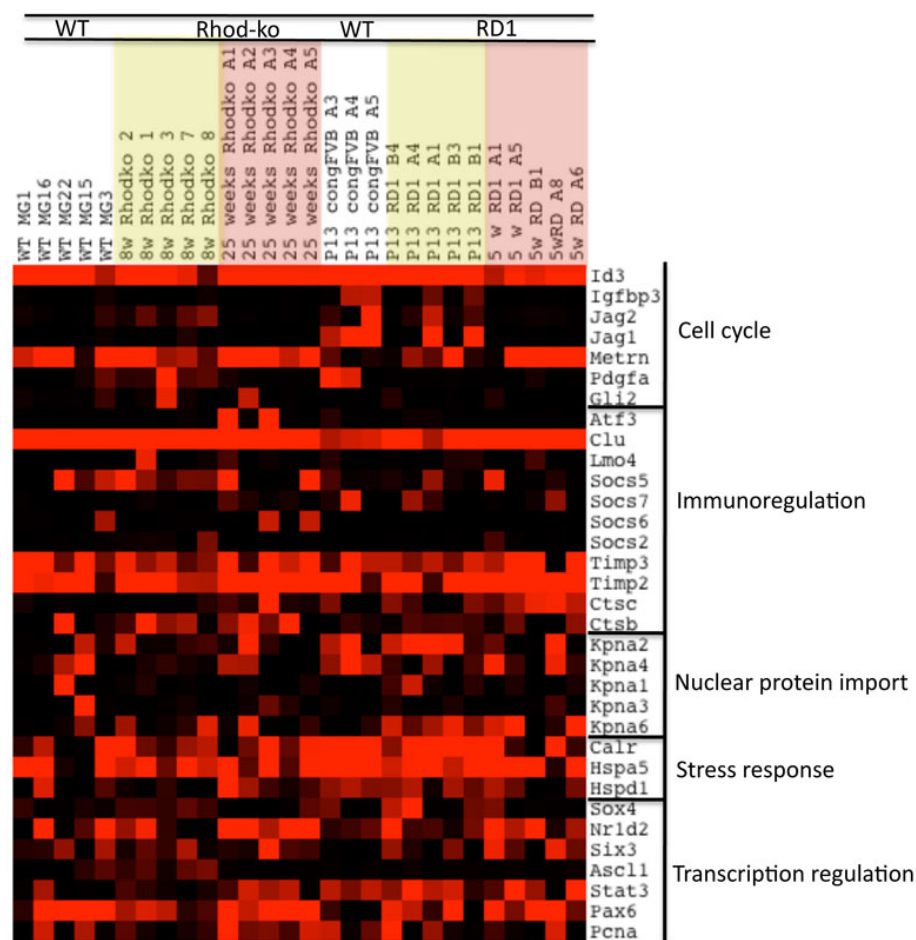 WT Rhod-ko WT RD1
WT MG1
WT MG16
WT MG22
WT MG15
WT MG3
8w Rhodko 2
8w Rhodko 1
8w Rhodko 3
8w Rhodko 7
8w Rhodko 8
25 weeks Rhodko A1
25 weeks Rhodko A2
25 weeks Rhodko A3
25 weeks Rhodko A4
25 weeks Rhodko A5
P13 congFVB A3
P13 congFVB A4
P13 congFVB A5
P13 RD1 B4
P13 RD1 A4
P13 RD1 A1
P13 RD1 B3
P13 RD1 B1
5 w RD1 A1
5 w RD1 A5
5w RD B1
5wRD A8
5w RD A6
Id3
Igfbp3
Jag2
Jag1
Metrn
Pdgfa
Gli2
Cell cycle
Atf3
Clu
Lmo4
Socs5
Socs7
Socs6
Socs2
Timp3
Timp2
Ctsc
Ctsb
Immunoregulation
Kpna2
Kpna4
Kpna1
Kpna3
Kpna6
Nuclear protein import
Calr
Hspa5
Hspd1
Stress response
Sox4
Nr1d2
Six3
Ascl1
Stat3
Pax6
Pcna
Transcription regulation